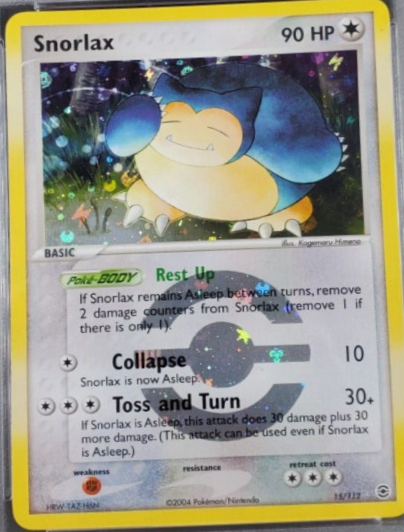 Snorlax 90 HP
illus. Kagemaru Himeno
BASIC
Poké-BODY Rest Up
If Snorlax remains Asleep between turns, remove
2 damage counters from Snorlax (remove 1 if
there is only 1).
Collapse 10
Snorlax is now Asleep.
Toss and Turn 30+
If Snorlax is Asleep, this attack does 30 damage plus 30
more damage. (This attack can be used even if Snorlax
is Asleep.)
weakness resistance retreat cost
15/112
©2004 Pokémon/Nintendo